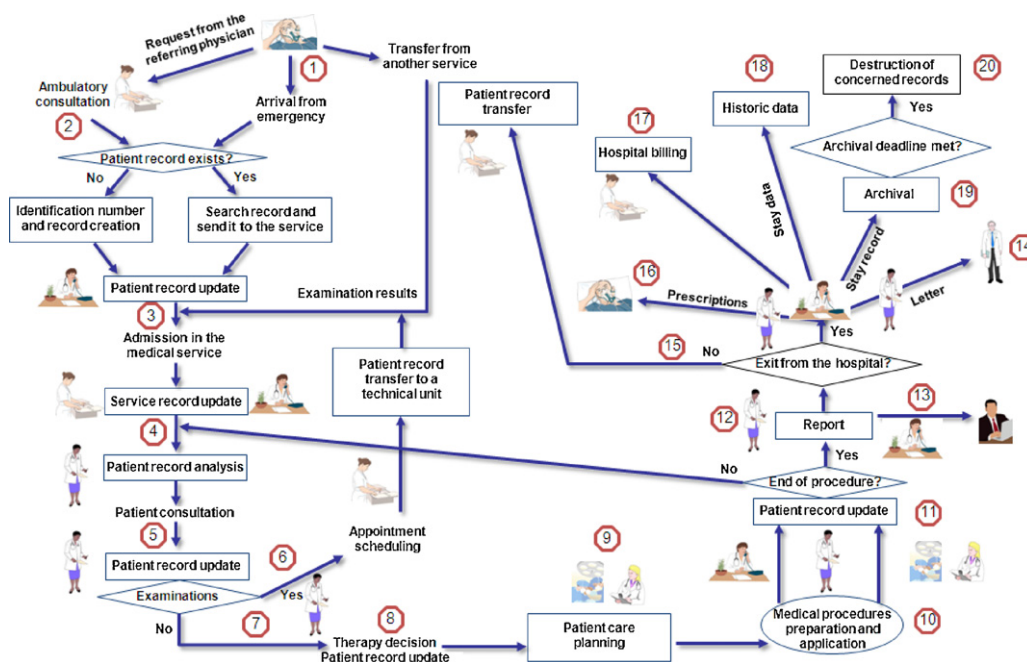 Request from the
referring physician
1
Transfer from
another service
Ambulatory
consultation
2
Arrival from
emergency
Patient record exists?
No
Yes
Identification number
and record creation
Search record and
send it to the service
Patient record update
3
Examination results
Admission in the
medical service
Patient record
transfer to a
technical unit
Service record update
4
Patient record analysis
Patient consultation
5
Patient record update
6
Appointment
scheduling
Examinations
Yes
No
7
8
Therapy decision
Patient record update
9
Patient care
planning
Medical procedures
preparation and
application
10
Patient record update
11
End of procedure?
No
Yes
12
Report
13
Exit from the hospital?
15
No
Yes
Patient record
transfer
16
Prescriptions
17
Hospital billing
18
Historic data
Stay data
Stay record
Letter
14
Archival
19
Archival deadline met?
Yes
Destruction of
concerned records
20